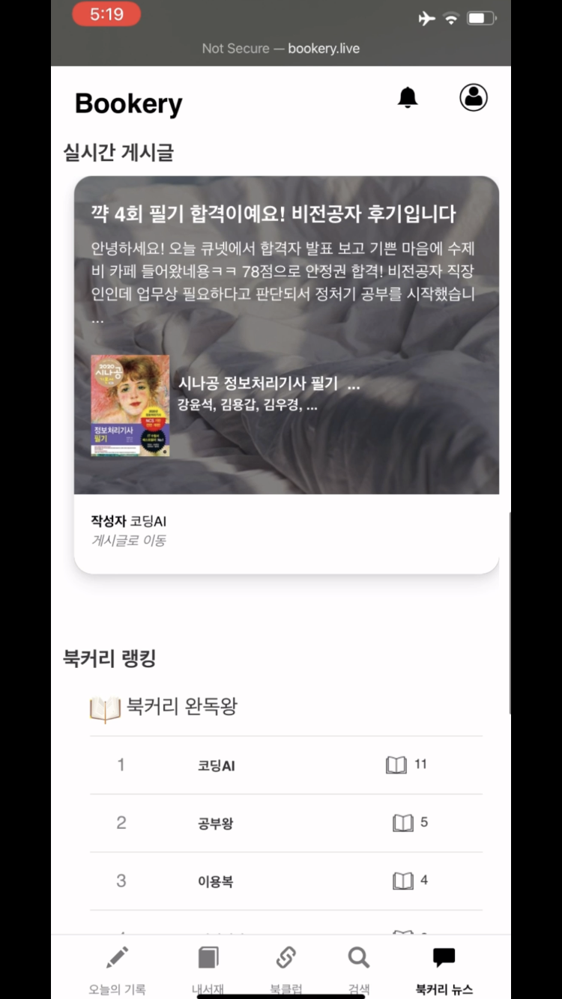 5:19
Not Secure — bookery.live
Bookery
실시간 게시글
꺅 4회 필기 합격이예요! 비전공자 후기입니다
안녕하세요! 오늘 큐넷에서 합격자 발표 보고 기쁜 마음에 수제
비 카페 들어왔네용ㅋㅋ 78점으로 안정권 합격! 비전공자 직장
인인데 업무상 필요하다고 판단되서 정처기 공부를 시작했습니
...
2020
시나공
정보처리기사
필기
시나공 정보처리기사 필기 ...
강윤석, 김용갑, 김우경, ...
작성자 코딩AI
게시글로 이동
북커리 랭킹
북커리 완독왕
1 코딩AI 11
2 공부왕 5
3 이용복 4
오늘의 기록 내서재 북클럽 검색 북커리 뉴스